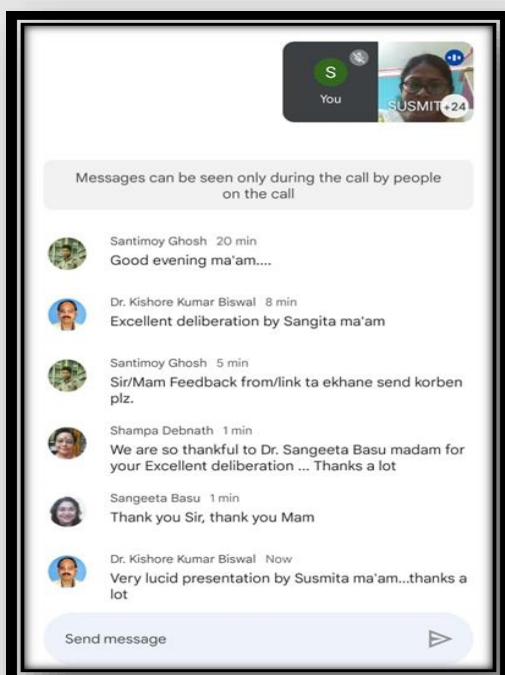 S
You
SUSMIT +24
Messages can be seen only during the call by people
on the call
Santimoy Ghosh 20 min
Good evening ma'am....
Dr. Kishore Kumar Biswal 8 min
Excellent deliberation by Sangita ma'am
Santimoy Ghosh 5 min
Sir/Mam Feedback from/link ta ekhane send korben
plz.
Shampa Debnath 1 min
We are so thankful to Dr. Sangeeta Basu madam for
your Excellent deliberation ... Thanks a lot
Sangeeta Basu 1 min
Thank you Sir, thank you Mam
Dr. Kishore Kumar Biswal Now
Very lucid presentation by Susmita ma'am...thanks a
lot
Send message